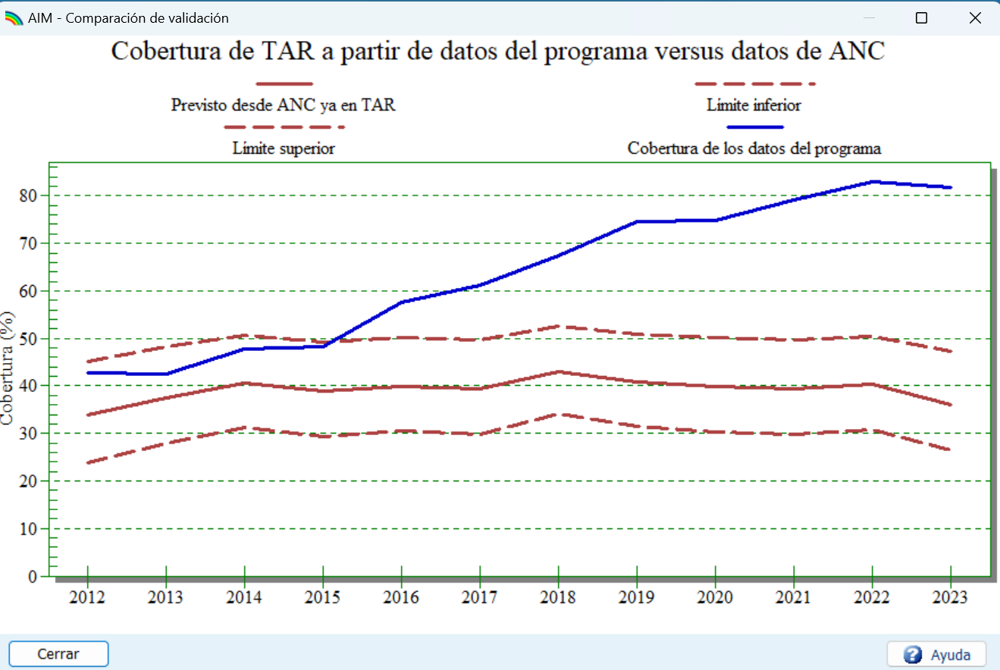 AIM - Comparación de validación
Cobertura de TAR a partir de datos del programa versus datos de ANC
Previsto desde ANC ya en TAR
Límite inferior
Límite superior
Cobertura de los datos del programa
Cobertura (%)
80
70
60
50
40
30
20
10
0
2012 2013 2014 2015 2016 2017 2018 2019 2020 2021 2022 2023
Cerrar
Ayuda